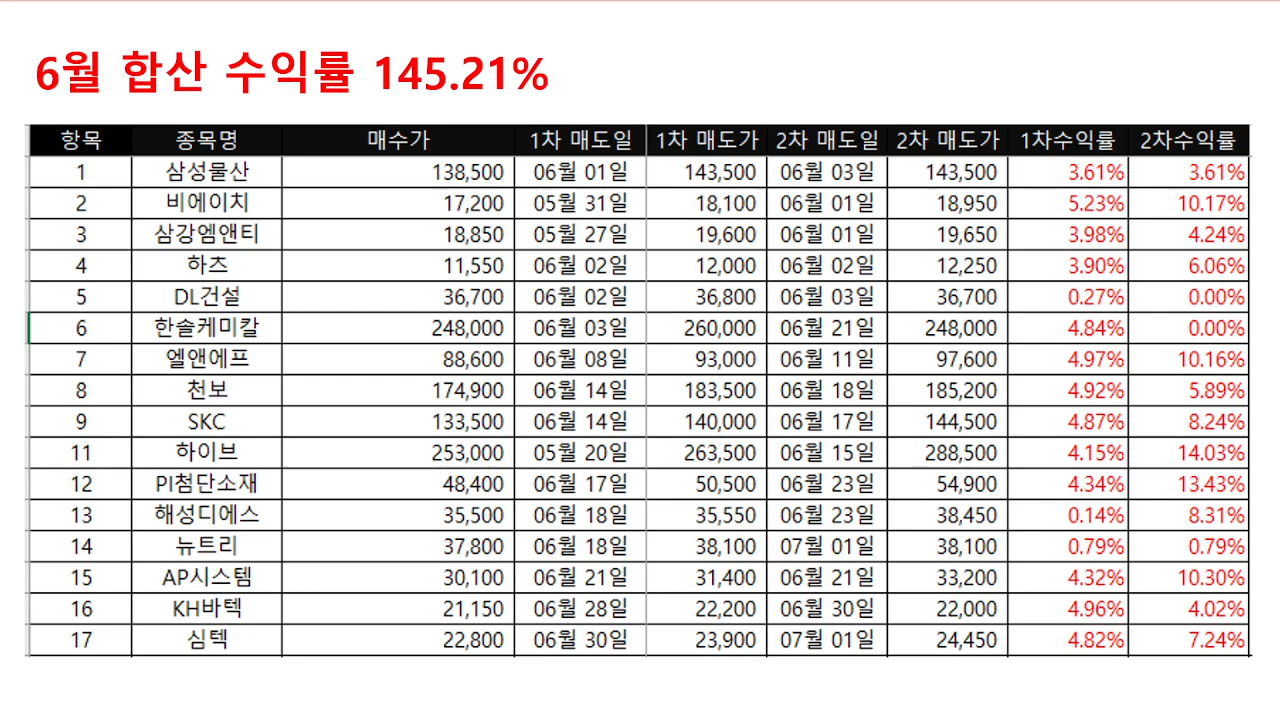 6월 합산 수익률 145.21%
항목 종목명 매수가 1차 매도일 1차 매도가 2차 매도일 2차 매도가 1차수익률 2차수익률
1 삼성물산 138,500 06월 01일 143,500 06월 03일 143,500 3.61% 3.61%
2 비에이치 17,200 05월 31일 18,100 06월 01일 18,950 5.23% 10.17%
3 삼강엠앤티 18,850 05월 27일 19,600 06월 01일 19,650 3.98% 4.24%
4 하츠 11,550 06월 02일 12,000 06월 02일 12,250 3.90% 6.06%
5 DL건설 36,700 06월 02일 36,800 06월 03일 36,700 0.27% 0.00%
6 한솔케미칼 248,000 06월 03일 260,000 06월 21일 248,000 4.84% 0.00%
7 엘앤에프 88,600 06월 08일 93,000 06월 11일 97,600 4.97% 10.16%
8 천보 174,900 06월 14일 183,500 06월 18일 185,200 4.92% 5.89%
9 SKC 133,500 06월 14일 140,000 06월 17일 144,500 4.87% 8.24%
11 하이브 253,000 05월 20일 263,500 06월 15일 288,500 4.15% 14.03%
12 PI첨단소재 48,400 06월 17일 50,500 06월 23일 54,900 4.34% 13.43%
13 해성디에스 35,500 06월 18일 35,550 06월 23일 38,450 0.14% 8.31%
14 뉴트리 37,800 06월 18일 38,100 07월 01일 38,100 0.79% 0.79%
15 AP시스템 30,100 06월 21일 31,400 06월 21일 33,200 4.32% 10.30%
16 KH바텍 21,150 06월 28일 22,200 06월 30일 22,000 4.96% 4.02%
17 심텍 22,800 06월 30일 23,900 07월 01일 24,450 4.82% 7.24%